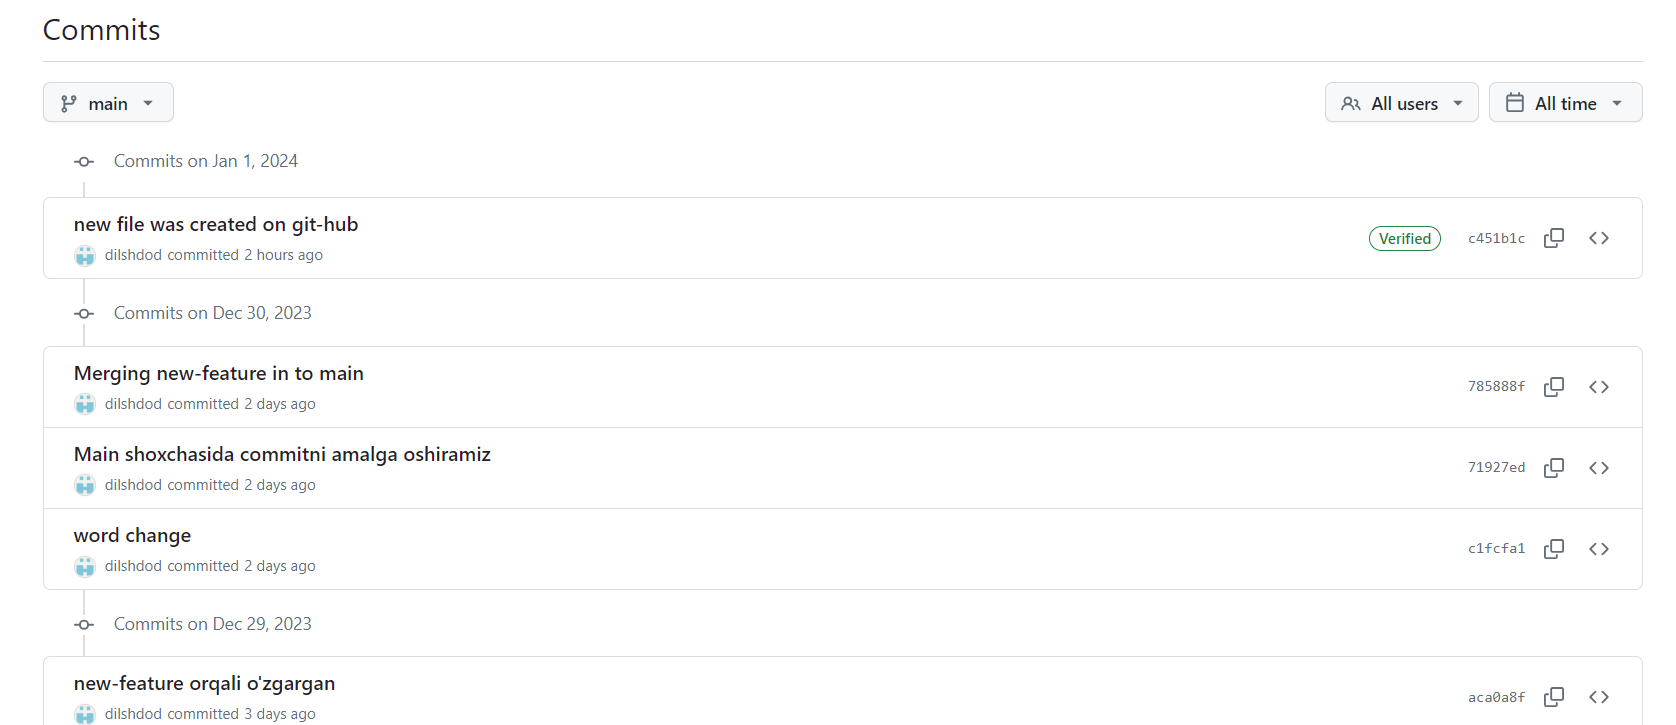 Commits
main
All users
All time
Commits on Jan 1, 2024
new file was created on git-hub
dilshdod committed 2 hours ago
Verified
c451b1c
Commits on Dec 30, 2023
Merging new-feature in to main
dilshdod committed 2 days ago
785888f
Main shoxchasida commitni amalga oshiramiz
dilshdod committed 2 days ago
71927ed
word change
dilshdod committed 2 days ago
c1fcfa1
Commits on Dec 29, 2023
new-feature orqali o'zgargan
dilshdod committed 3 days ago
aca0a8f